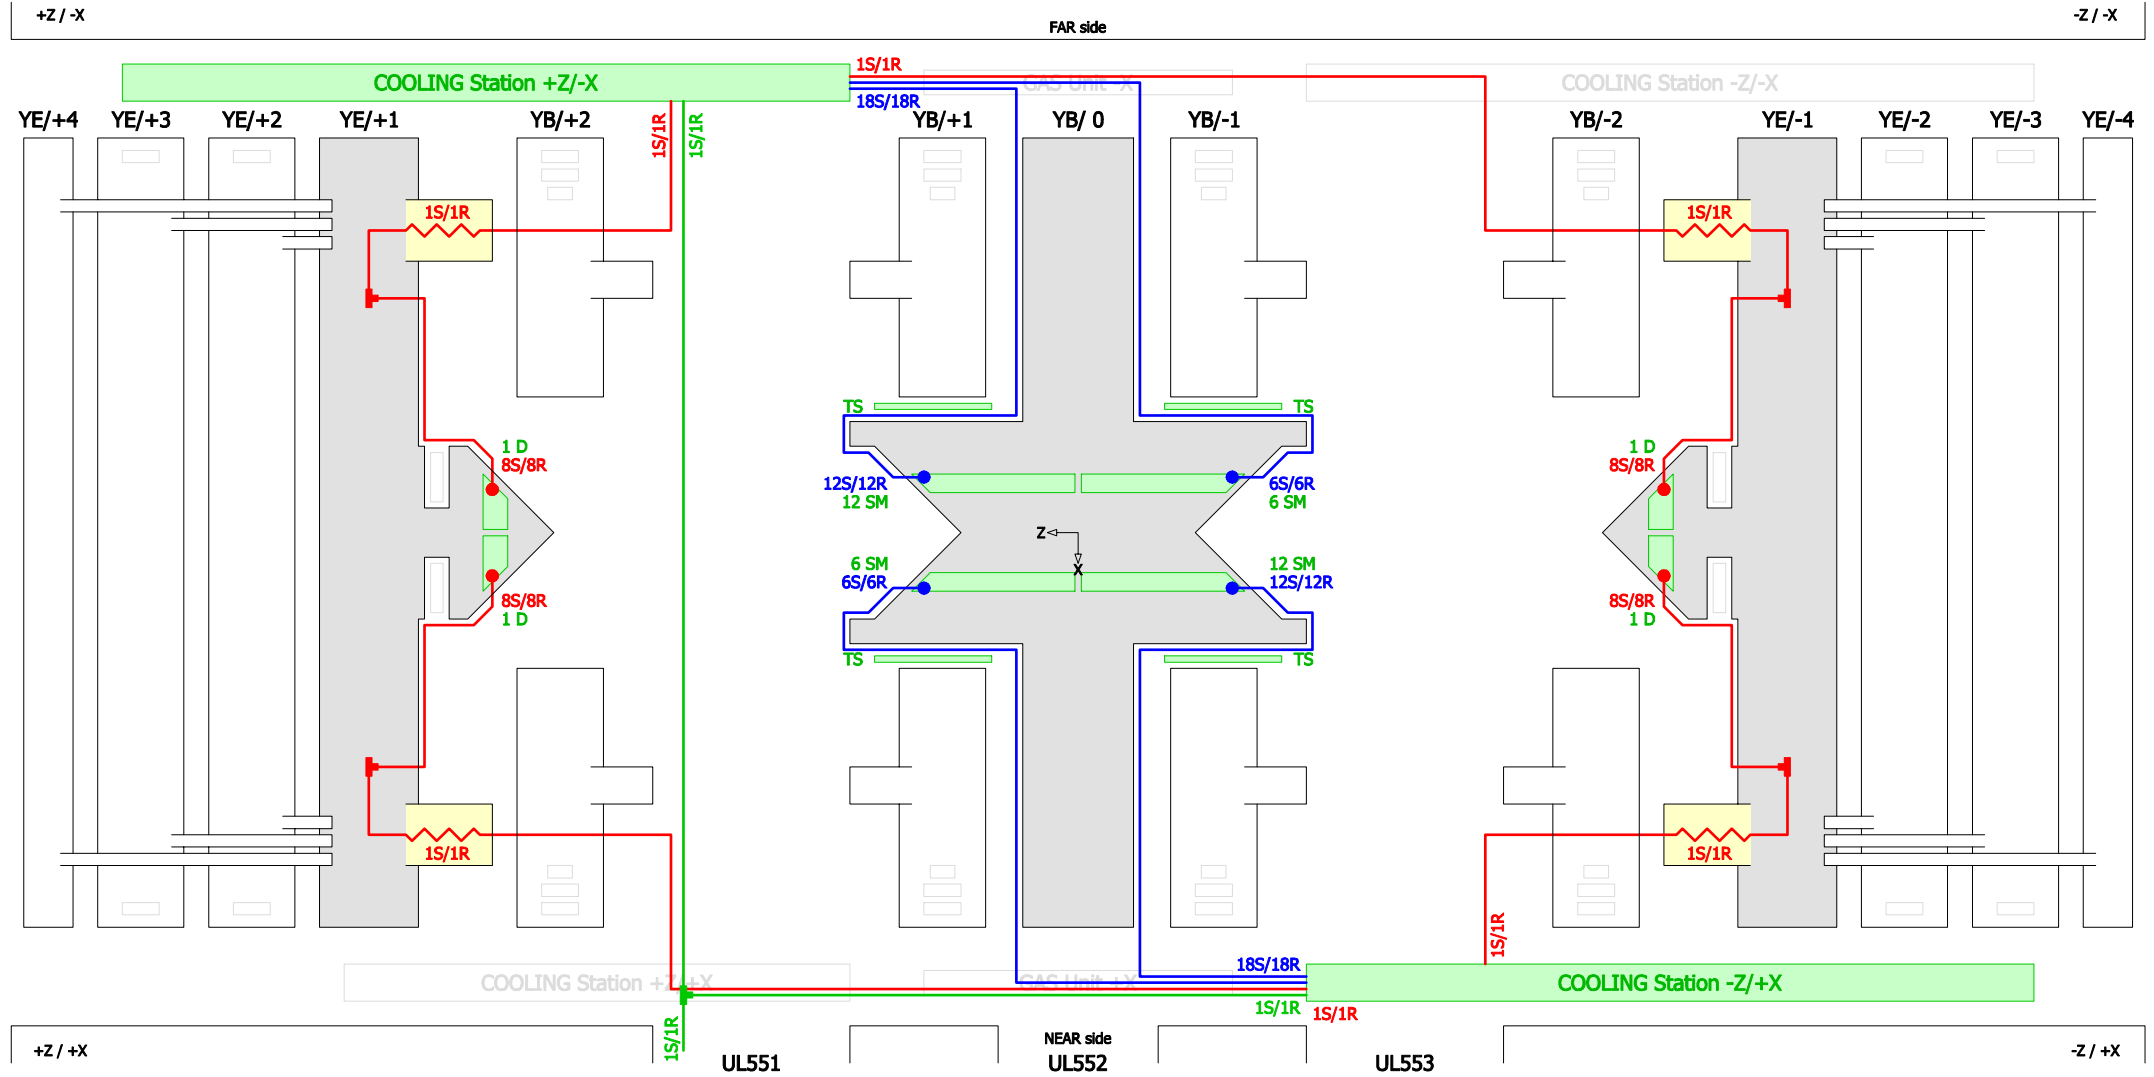 +Z / -X
-Z / -X
FAR side
1S/1R
COOLING Station +Z/-X
GAS Unit -X
COOLING Station -Z/-X
18S/18R
YE/+4
YE/+3
YE/+2
YE/+1
YB/+2
1S/1R
1S/1R
YB/+1
YB/ 0
YB/-1
YB/-2
YE/-1
YE/-2
YE/-3
YE/-4
1S/1R
1S/1R
TS
TS
1 D
8S/8R
1 D
8S/8R
12S/12R
12 SM
6S/6R
6 SM
Z
X
6 SM
6S/6R
12 SM
12S/12R
8S/8R
1 D
8S/8R
1 D
TS
TS
1S/1R
1S/1R
1S/1R
18S/18R
COOLING Station +Z/+X
GAS Unit +X
COOLING Station -Z/+X
1S/1R
1S/1R
1S/1R
NEAR side
+Z / +X
-Z / +X
UL551
UL552
UL553